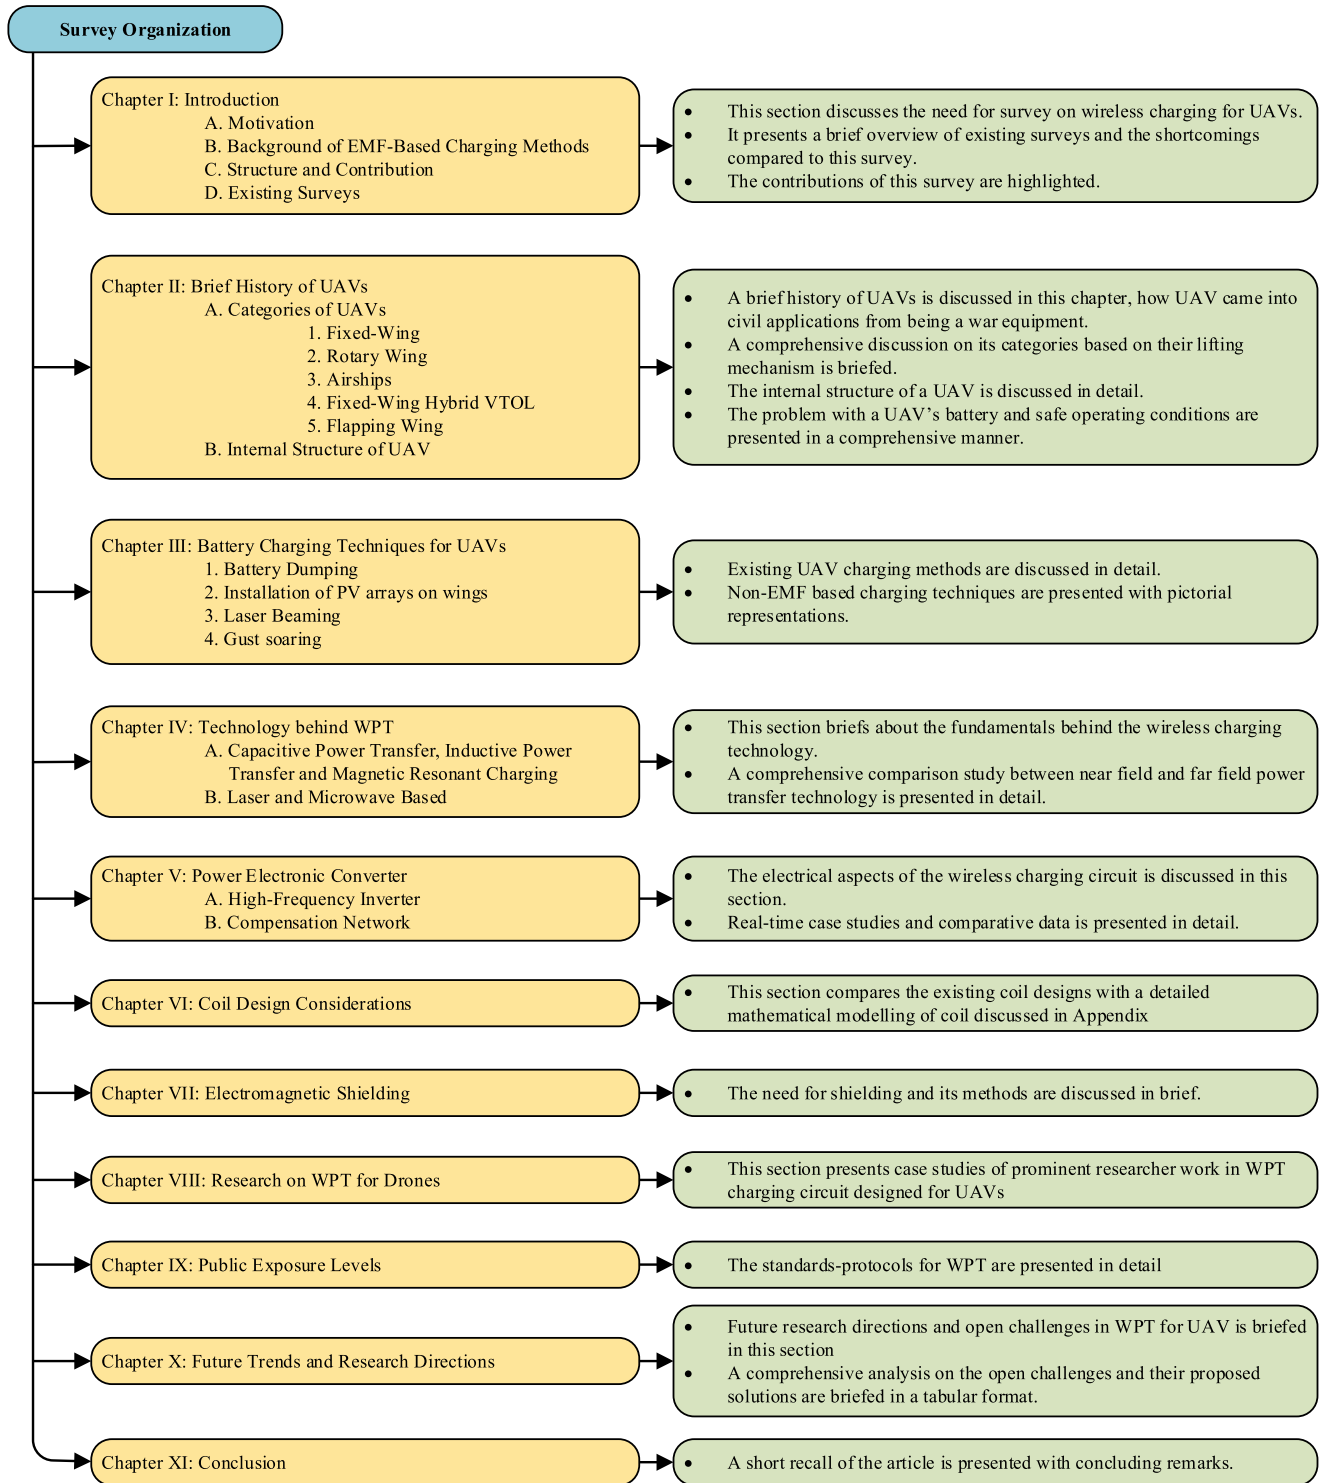 Survey Organization
Chapter I: Introduction
A. Motivation
B. Background of EMF-Based Charging Methods
C. Structure and Contribution
D. Existing Surveys
• This section discusses the need for survey on wireless charging for UAVs.
• It presents a brief overview of existing surveys and the shortcomings
compared to this survey.
• The contributions of this survey are highlighted.
Chapter II: Brief History of UAVs
A. Categories of UAVs
1. Fixed-Wing
2. Rotary Wing
3. Airships
4. Fixed-Wing Hybrid VTOL
5. Flapping Wing
B. Internal Structure of UAV
• A brief history of UAVs is discussed in this chapter, how UAV came into
civil applications from being a war equipment.
• A comprehensive discussion on its categories based on their lifting
mechanism is briefed.
• The internal structure of a UAV is discussed in detail.
• The problem with a UAV’s battery and safe operating conditions are
presented in a comprehensive manner.
Chapter III: Battery Charging Techniques for UAVs
1. Battery Dumping
2. Installation of PV arrays on wings
3. Laser Beaming
4. Gust soaring
• Existing UAV charging methods are discussed in detail.
• Non-EMF based charging techniques are presented with pictorial
representations.
Chapter IV: Technology behind WPT
A. Capacitive Power Transfer, Inductive Power
Transfer and Magnetic Resonant Charging
B. Laser and Microwave Based
• This section briefs about the fundamentals behind the wireless charging
technology.
• A comprehensive comparison study between near field and far field power
transfer technology is presented in detail.
Chapter V: Power Electronic Converter
A. High-Frequency Inverter
B. Compensation Network
• The electrical aspects of the wireless charging circuit is discussed in this
section.
• Real-time case studies and comparative data is presented in detail.
Chapter VI: Coil Design Considerations
• This section compares the existing coil designs with a detailed
mathematical modelling of coil discussed in Appendix
Chapter VII: Electromagnetic Shielding
• The need for shielding and its methods are discussed in brief.
Chapter VIII: Research on WPT for Drones
• This section presents case studies of prominent researcher work in WPT
charging circuit designed for UAVs
Chapter IX: Public Exposure Levels
• The standards-protocols for WPT are presented in detail
Chapter X: Future Trends and Research Directions
• Future research directions and open challenges in WPT for UAV is briefed
in this section
• A comprehensive analysis on the open challenges and their proposed
solutions are briefed in a tabular format.
Chapter XI: Conclusion
• A short recall of the article is presented with concluding remarks.